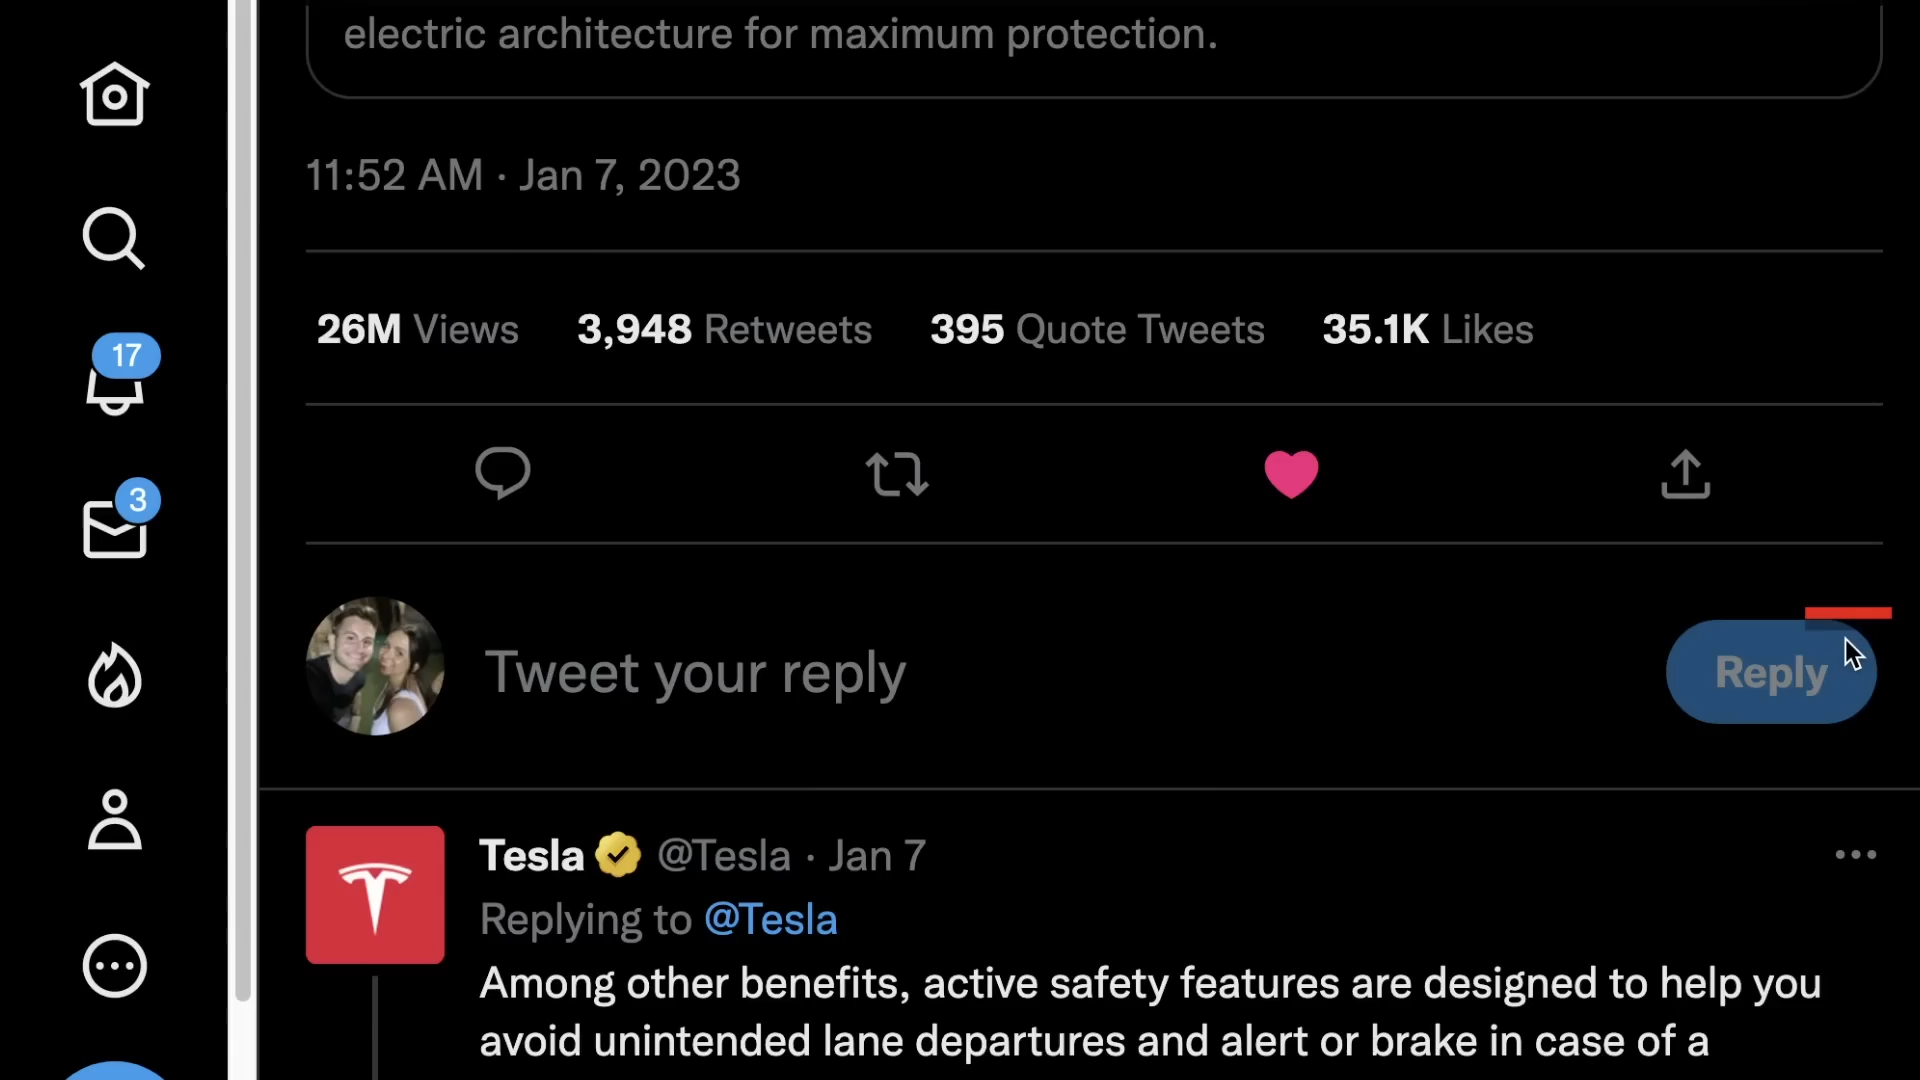 electric architecture for maximum protection.
11:52 AM · Jan 7, 2023
26M Views 3,948 Retweets 395 Quote Tweets 35.1K Likes
17
3
Tweet your reply
Reply
Tesla @Tesla · Jan 7
Replying to @Tesla
Among other benefits, active safety features are designed to help you
avoid unintended lane departures and alert or brake in case of a